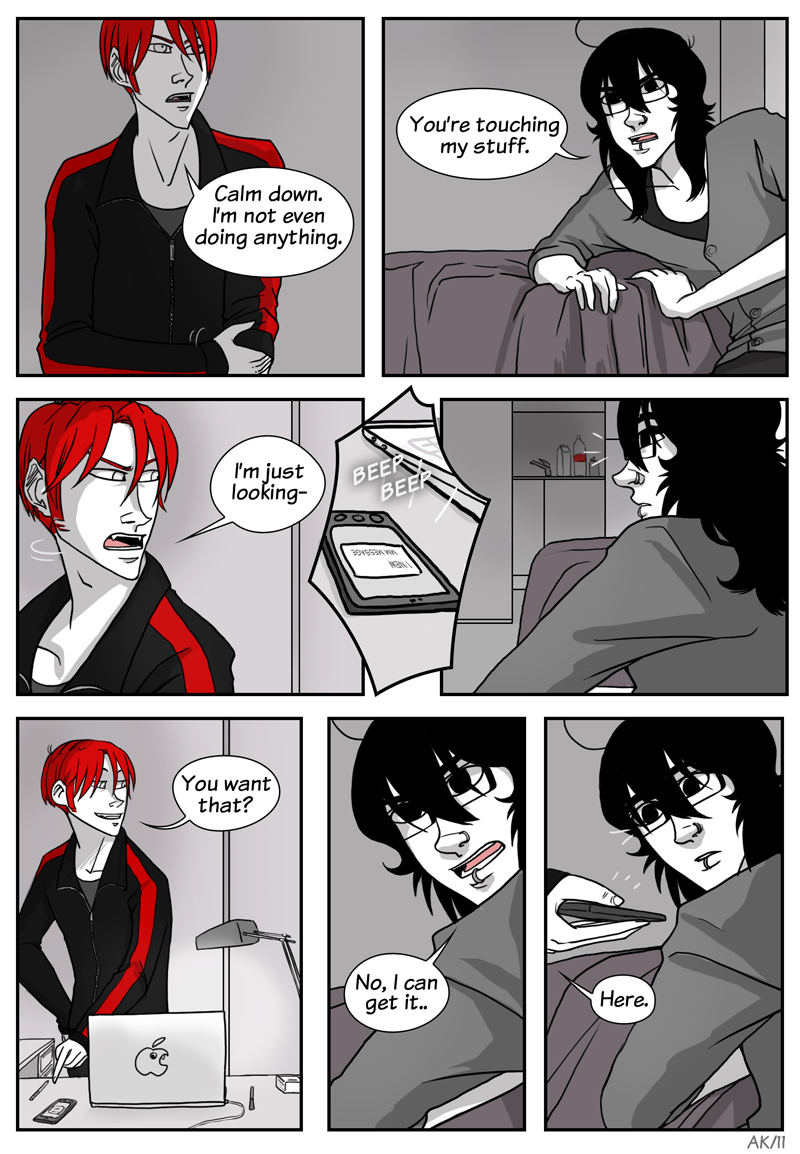 Calm down.
I'm not even
doing anything.
You're touching
my stuff.
I'm just
looking-
BEEP
BEEP
1 NEW
MM MESSAGE
You want
that?
No, I can
get it..
Here.
AK/11